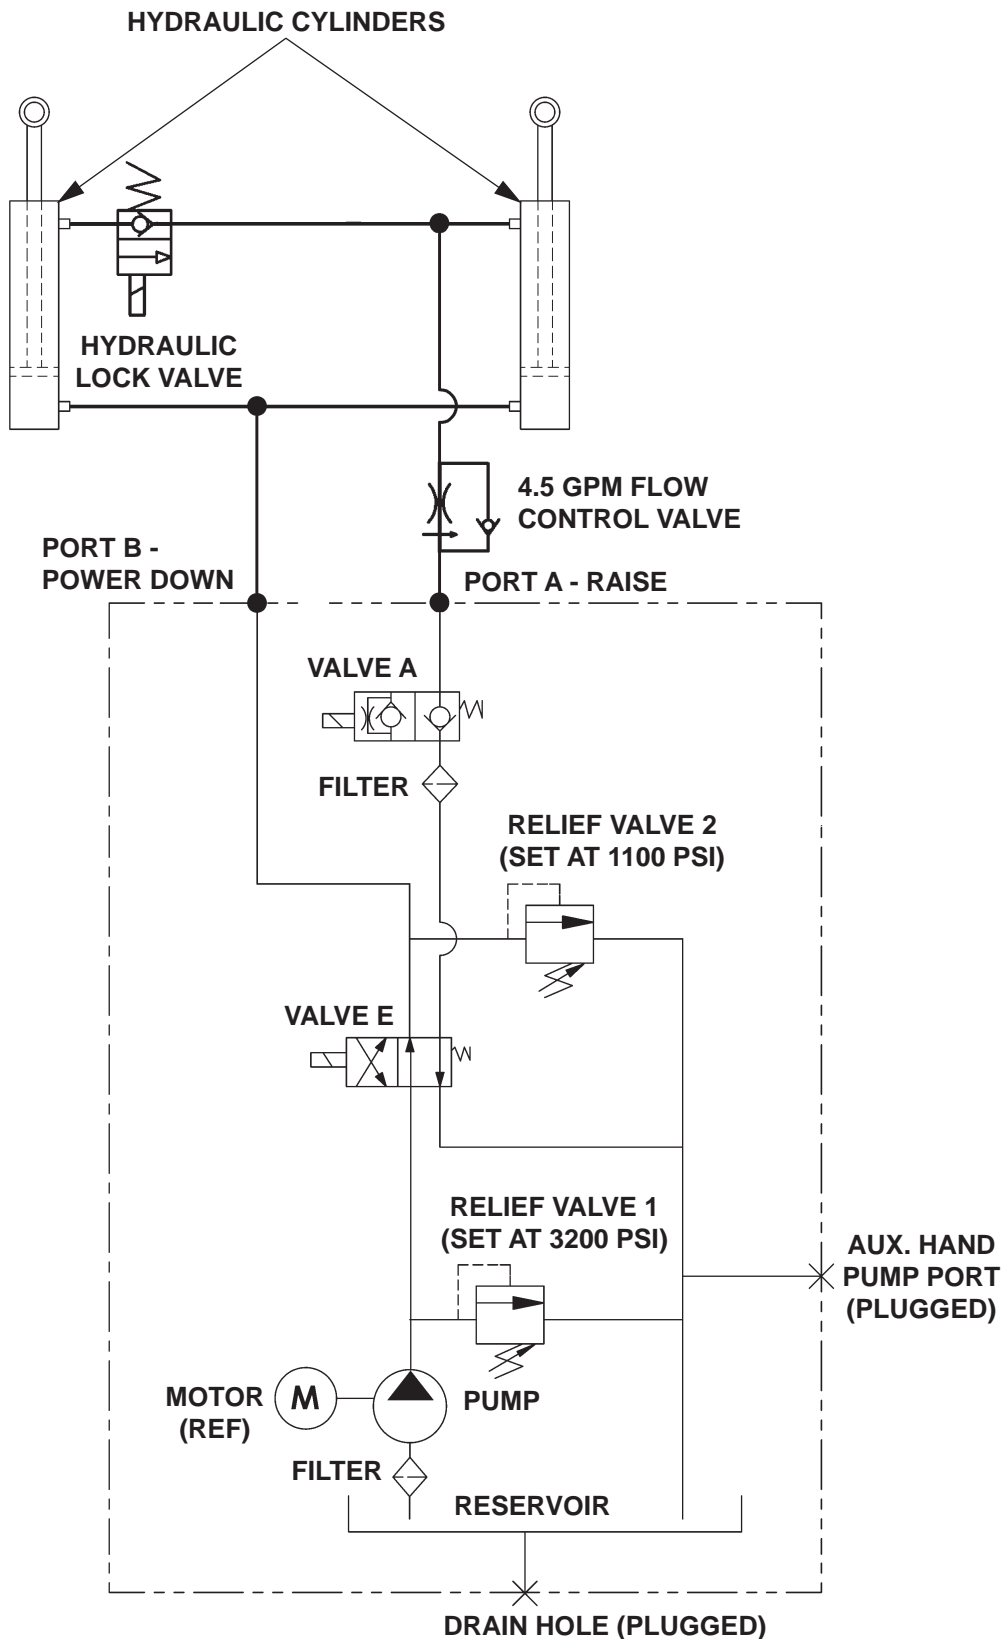 HYDRAULIC CYLINDERS
HYDRAULIC
LOCK VALVE
4.5 GPM FLOW
CONTROL VALVE
PORT B -
POWER DOWN
PORT A - RAISE
VALVE A
FILTER
RELIEF VALVE 2
(SET AT 1100 PSI)
VALVE E
RELIEF VALVE 1
(SET AT 3200 PSI)
AUX. HAND
PUMP PORT
(PLUGGED)
MOTOR
(REF)
M
PUMP
FILTER
RESERVOIR
DRAIN HOLE (PLUGGED)